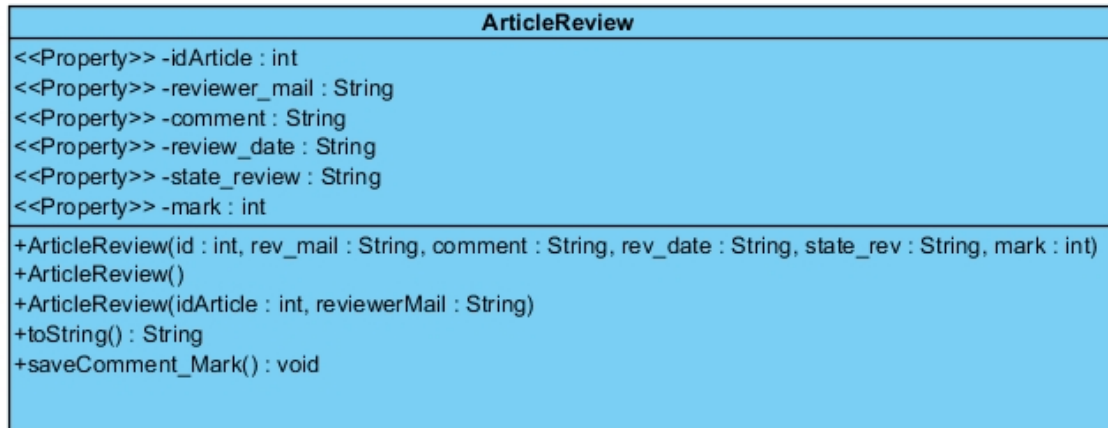 ArticleReview
<<Property>> -idArticle : int
<<Property>> -reviewer_mail : String
<<Property>> -comment : String
<<Property>> -review_date : String
<<Property>> -state_review : String
<<Property>> -mark : int
+ArticleReview(id : int, rev_mail : String, comment : String, rev_date : String, state_rev : String, mark : int)
+ArticleReview()
+ArticleReview(idArticle : int, reviewerMail : String)
+toString() : String
+saveComment_Mark() : void